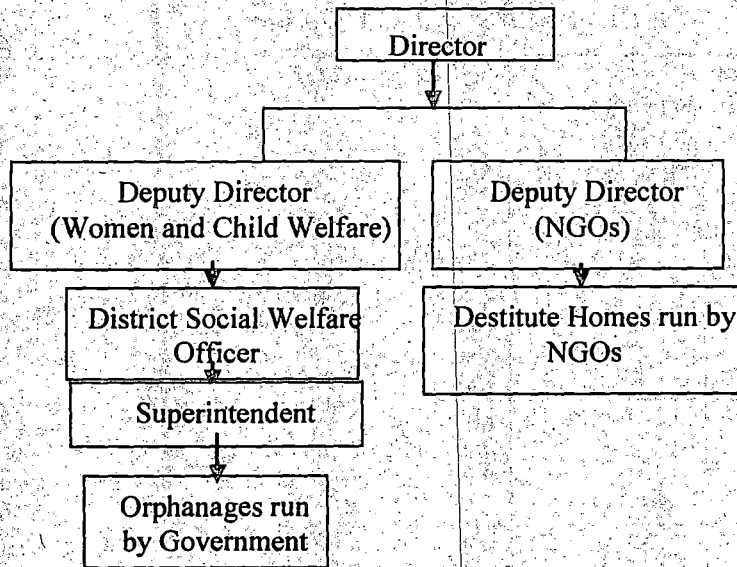 Director
Deputy Director
(Women and Child Welfare)
Deputy Director
(NGOs)
District Social Welfare
Officer
Destitute Homes run by
NGOs
Superintendent
Orphanages run
by Government